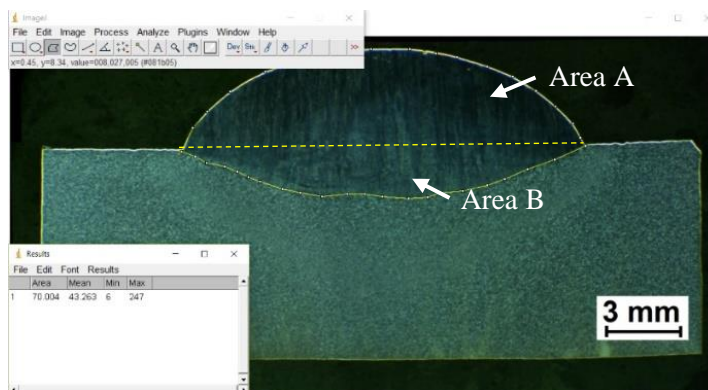 ImageJ
File Edit Image Process Analyze Plugins Window Help
Dev Stk >>
x=0.45, y=8.34, value=008,027,005 (#081b05)
Area A
Area B
Results
File Edit Font Results
Area Mean Min Max
1 70.004 43.263 6 247
3 mm